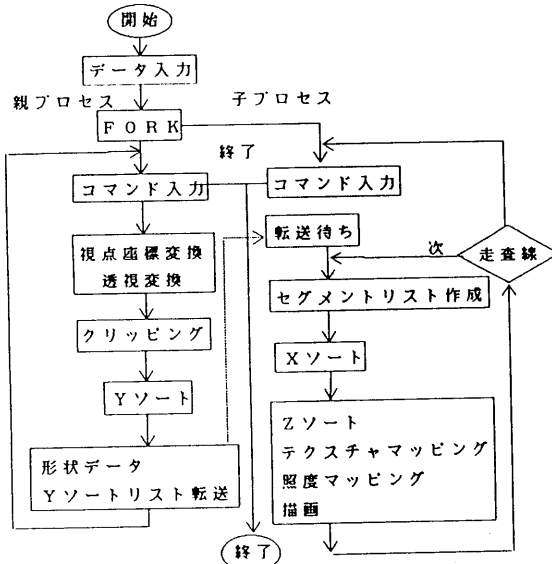 開始
データ入力
親プロセス
子プロセス
FORK
終了
コマンド入力
コマンド入力
視点座標変換
透視変換
クリッピング
Yソート
形状データ
Yソートリスト転送
転送待ち
次
走査線
セグメントリスト作成
Xソート
Zソート
テクスチャマッピング
照度マッピング
描画
終了